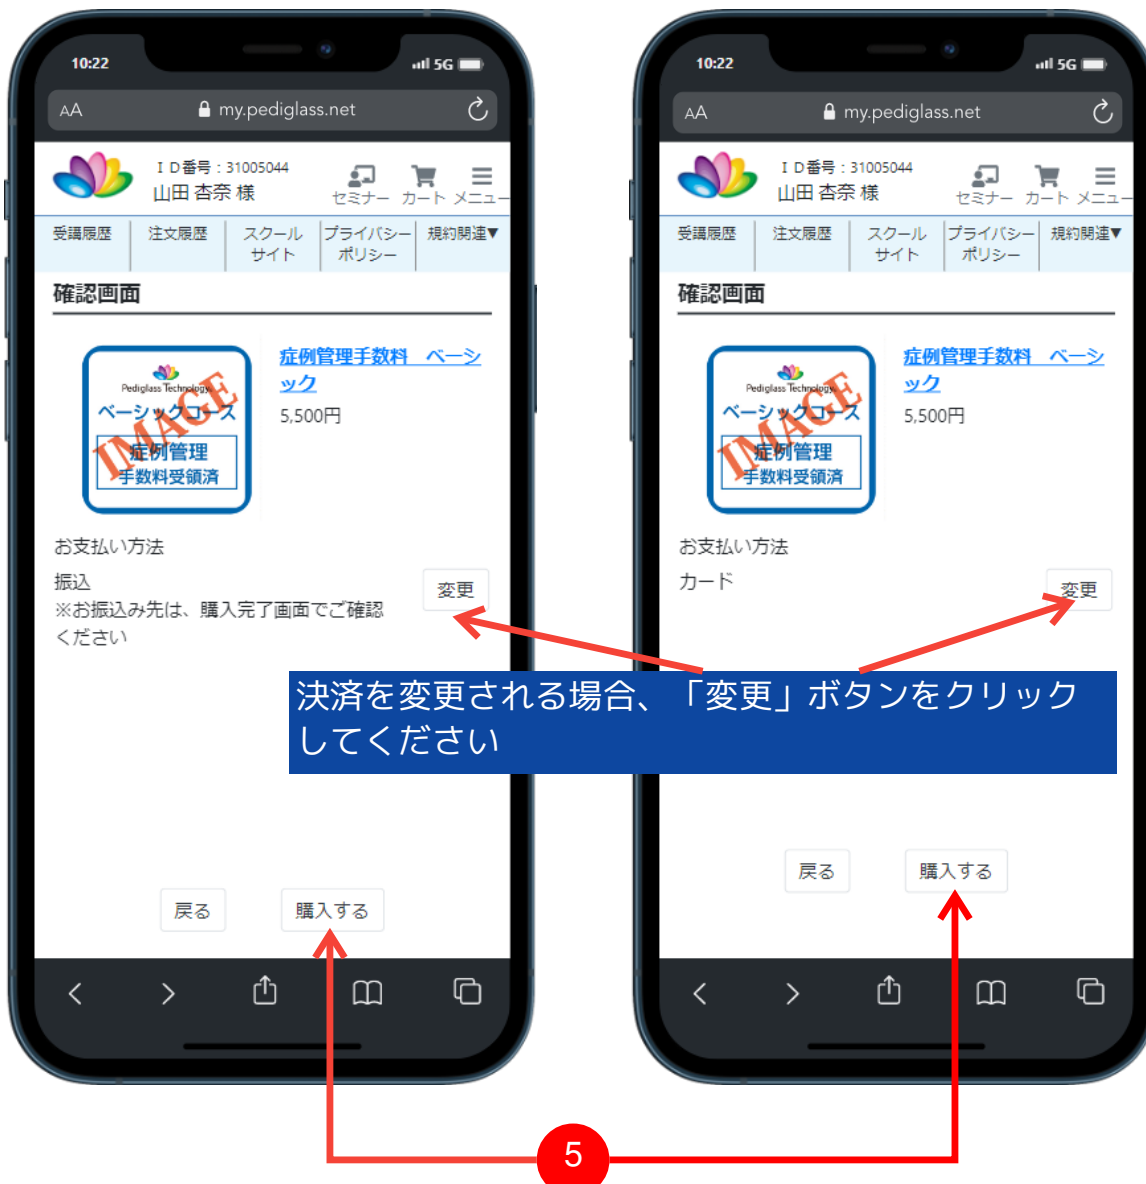 10:22
5G
AA
my.pediglass.net
ＩＤ番号：31005044
山田 杏奈 様
セミナー カート メニュー
受講履歴
注文履歴
スクール
サイト
プライバシー
ポリシー
規約関連▼
確認画面
Pediglass Technology
ベーシックコース
IMAGE
症例管理
手数料受領済
症例管理手数料　ベーシ
ック
5,500円
お支払い方法
振込
※お振込み先は、購入完了画面でご確認
ください
変更
戻る
購入する
10:22
5G
AA
my.pediglass.net
ＩＤ番号：31005044
山田 杏奈 様
セミナー カート メニュー
受講履歴
注文履歴
スクール
サイト
プライバシー
ポリシー
規約関連▼
確認画面
Pediglass Technology
ベーシックコース
IMAGE
症例管理
手数料受領済
症例管理手数料　ベーシ
ック
5,500円
お支払い方法
カード
変更
戻る
購入する
決済を変更される場合、「変更」ボタンをクリック
してください
5